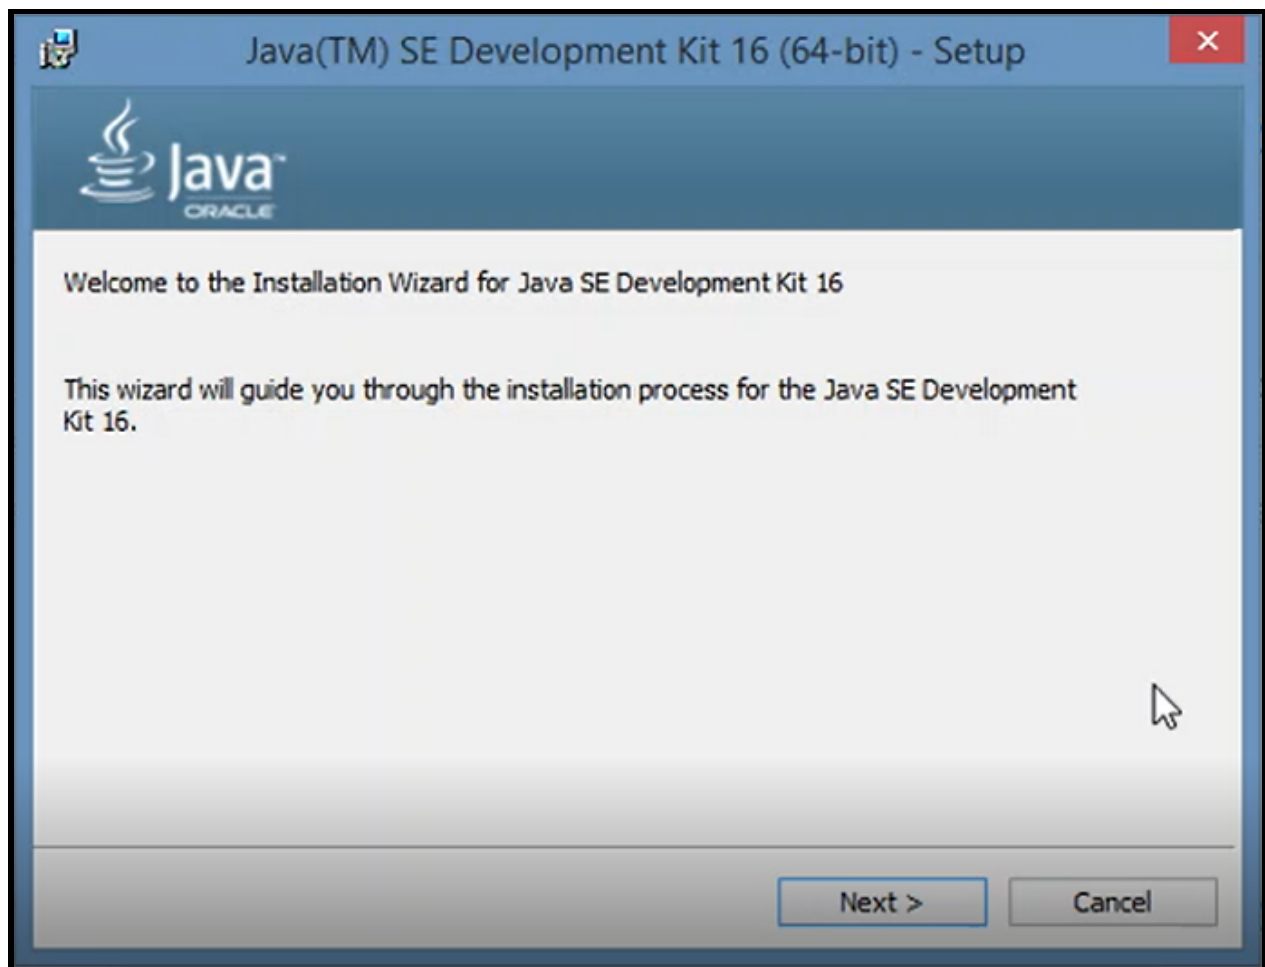 Java(TM) SE Development Kit 16 (64-bit) - Setup
Java™
ORACLE
Welcome to the Installation Wizard for Java SE Development Kit 16
This wizard will guide you through the installation process for the Java SE Development
Kit 16.
Next >
Cancel